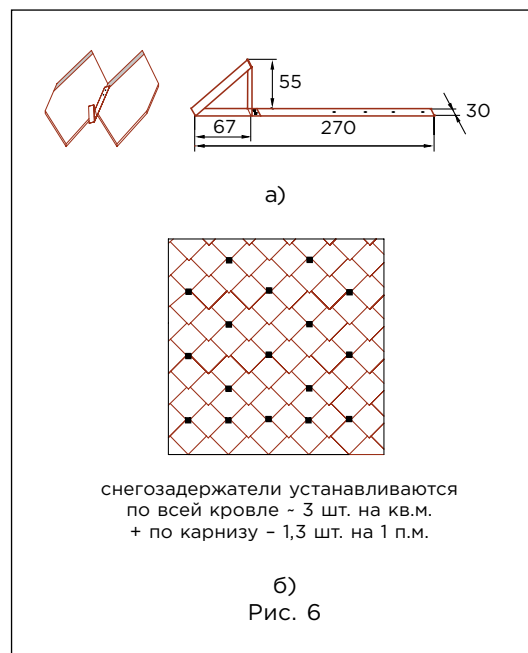 55
30
67
270
а)
снегозадержатели устанавливаются
по всей кровле ~ 3 шт. на кв.м.
+ по карнизу – 1,3 шт. на 1 п.м.
б)
Рис. 6